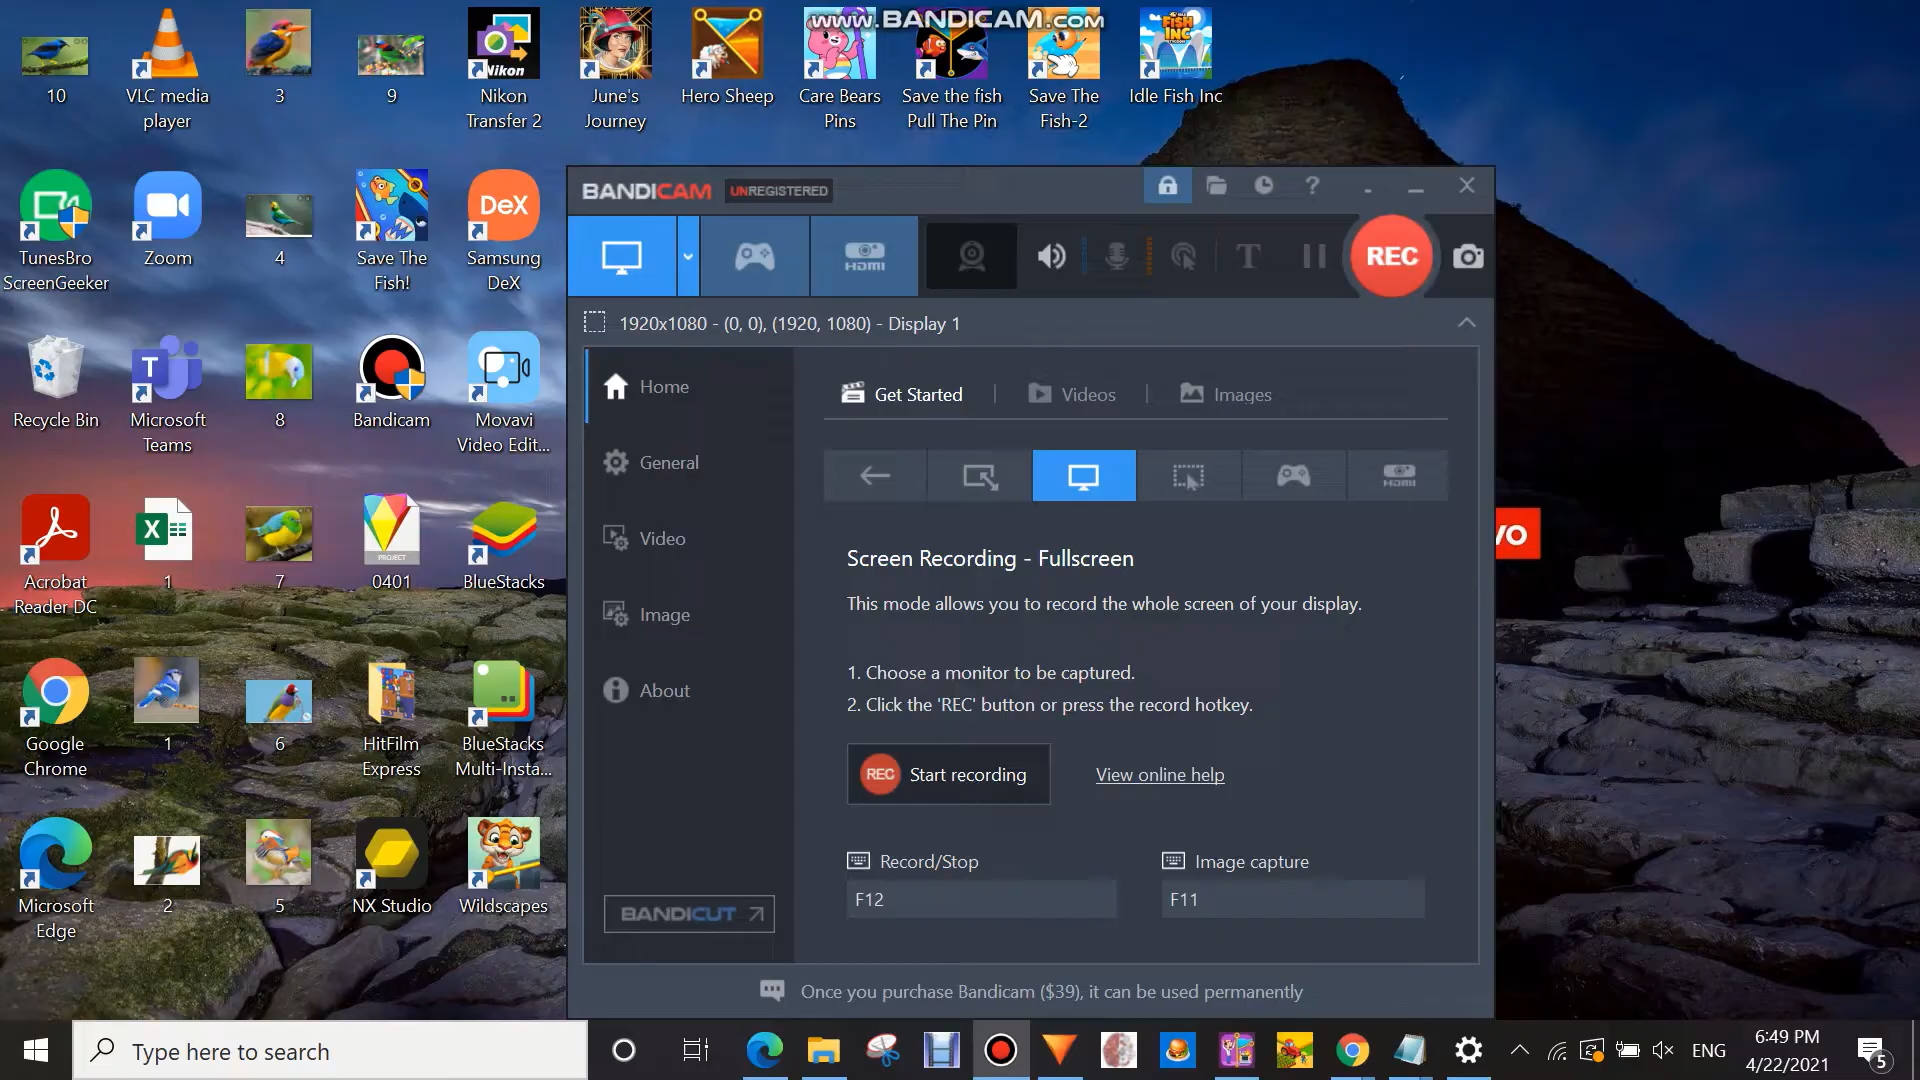 www.BANDICAM.com
10
VLC media
player
3
9
Nikon
Nikon
Transfer 2
June's
Journey
Hero Sheep
Care Bears
Pins
Save the fish
Pull The Pin
Save The
Fish-2
FISH
INC
Idle Fish Inc
TunesBro
ScreenGeeker
Zoom
4
Save The
Fish!
DeX
Samsung
DeX
Recycle Bin
T
Microsoft
Teams
8
Bandicam
Movavi
Video Edit...
Acrobat
Reader DC
X
1
7
PROJECT
0401
BlueStacks
Google
Chrome
1
6
HitFilm
Express
BlueStacks
Multi-Insta...
Microsoft
Edge
2
5
NX Studio
Wildscapes
BANDICAM UNREGISTERED
?
HDMI
T
REC
1920x1080 - (0, 0), (1920, 1080) - Display 1
Home
General
Video
Image
About
BANDICUT
Get Started
Videos
Images
HDMI
Screen Recording - Fullscreen
This mode allows you to record the whole screen of your display.
1. Choose a monitor to be captured.
2. Click the 'REC' button or press the record hotkey.
REC Start recording
View online help
Record/Stop
F12
Image capture
F11
Once you purchase Bandicam ($39), it can be used permanently
VO
Type here to search
ENG
6:49 PM
4/22/2021
5